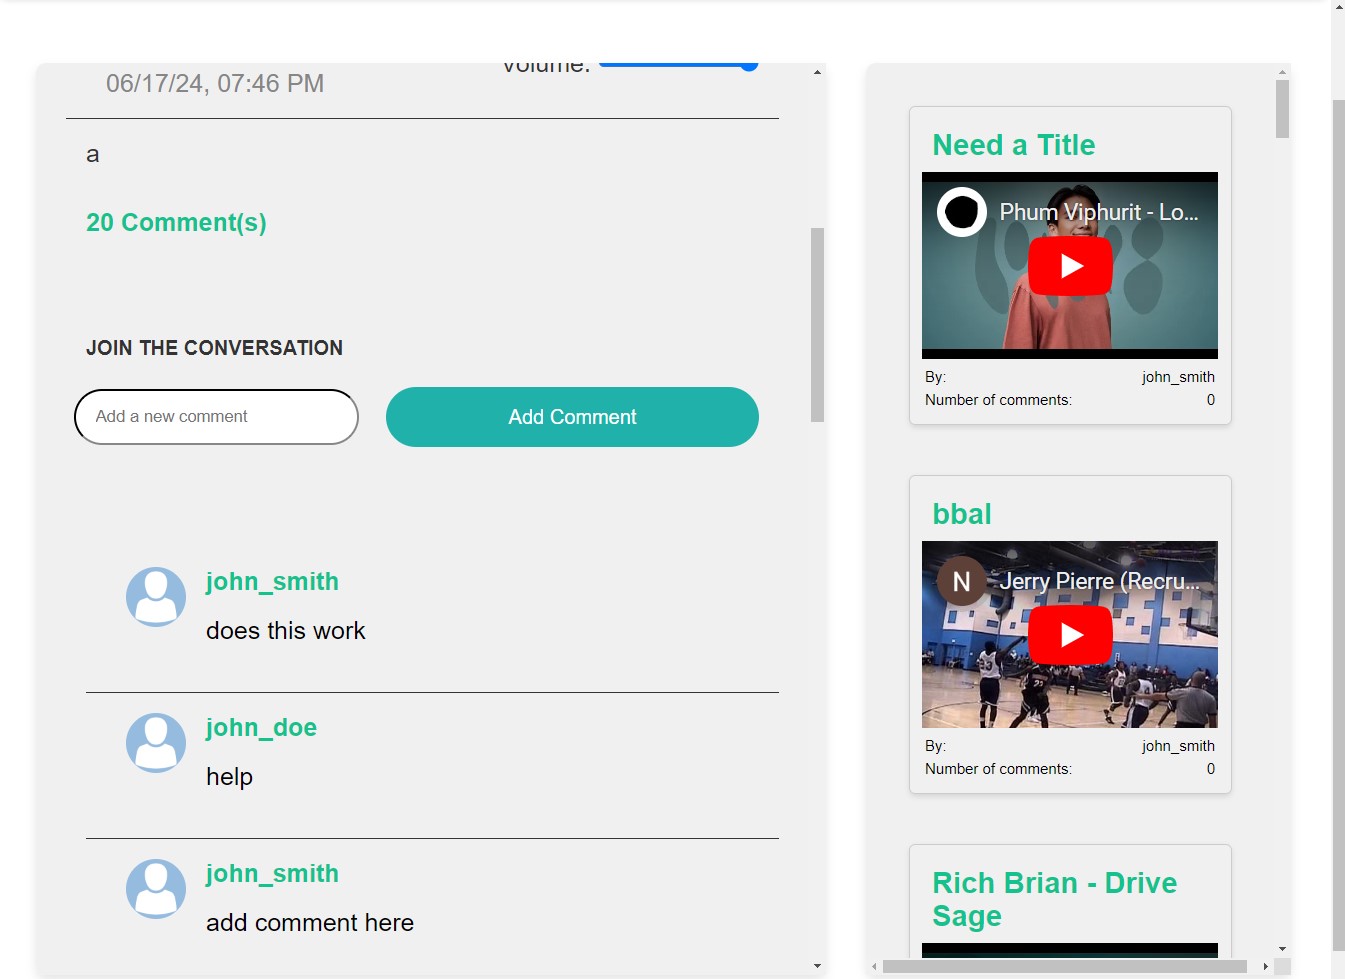 Volume:
06/17/24, 07:46 PM
a
20 Comment(s)
JOIN THE CONVERSATION
Add a new comment
Add Comment
john_smith
does this work
john_doe
help
john_smith
add comment here
Need a Title
Phum Viphurit - Lo...
By: john_smith
Number of comments: 0
bbal
N
Jerry Pierre (Recru...
23
22
By: john_smith
Number of comments: 0
Rich Brian - Drive
Sage